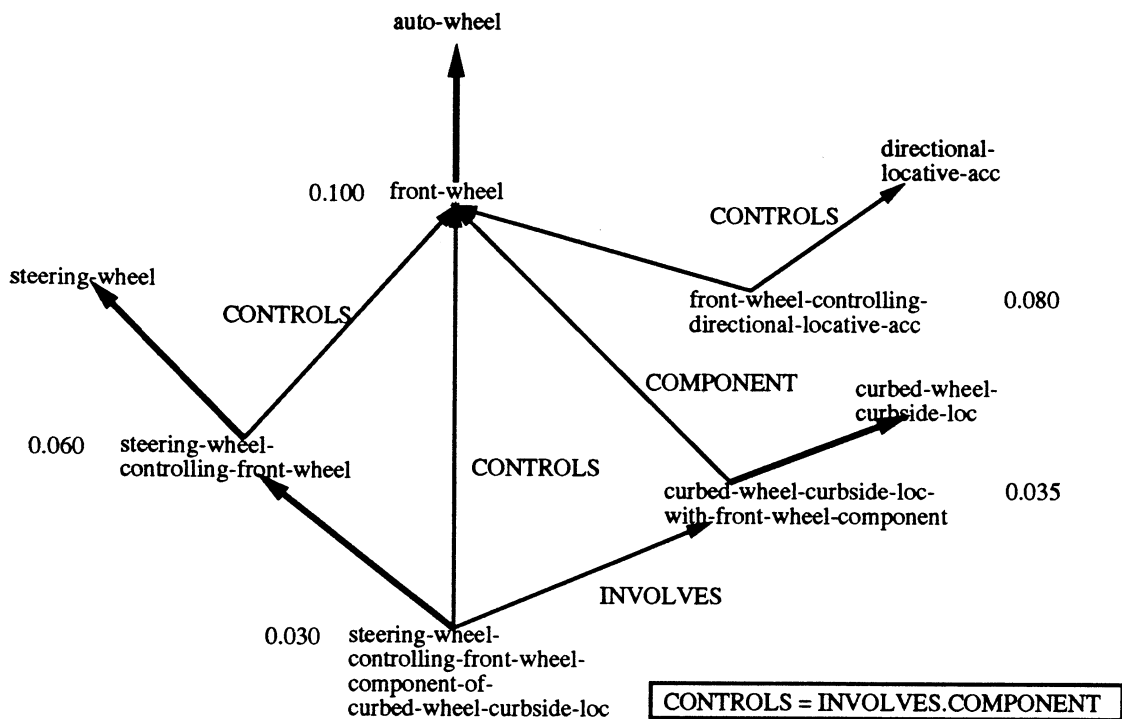 auto-wheel
directional-
locative-acc
0.100 front-wheel
CONTROLS
steering-wheel
front-wheel-controlling-
directional-locative-acc
0.080
CONTROLS
COMPONENT
curbed-wheel-
curbside-loc
0.060 steering-wheel-
controlling-front-wheel
CONTROLS
curbed-wheel-curbside-loc-
with-front-wheel-component
0.035
INVOLVES
0.030 steering-wheel-
controlling-front-wheel-
component-of-
curbed-wheel-curbside-loc
CONTROLS = INVOLVES.COMPONENT